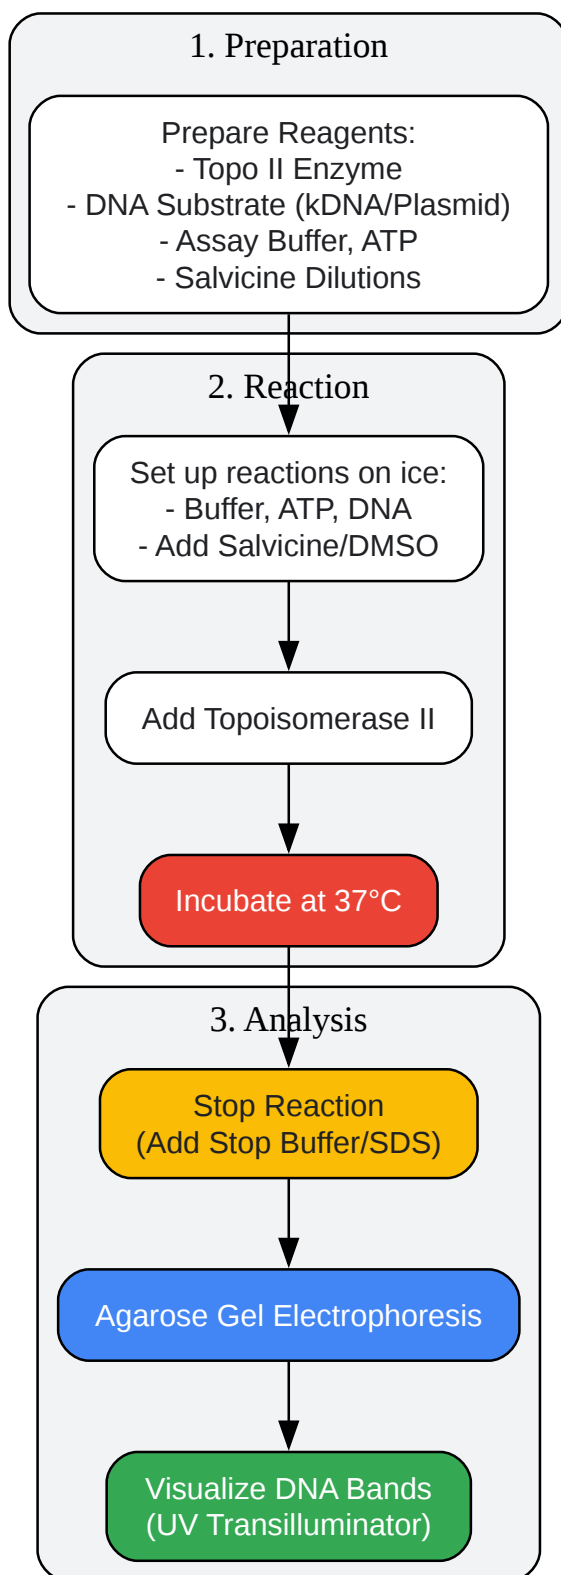 1. Preparation
Prepare Reagents:
- Topo II Enzyme
- DNA Substrate (kDNA/Plasmid)
- Assay Buffer, ATP
- Salvicine Dilutions
2. Reaction
Set up reactions on ice:
- Buffer, ATP, DNA
- Add Salvicine/DMSO
Add Topoisomerase II
Incubate at 37°C
3. Analysis
Stop Reaction
(Add Stop Buffer/SDS)
Agarose Gel Electrophoresis
Visualize DNA Bands
(UV Transilluminator)